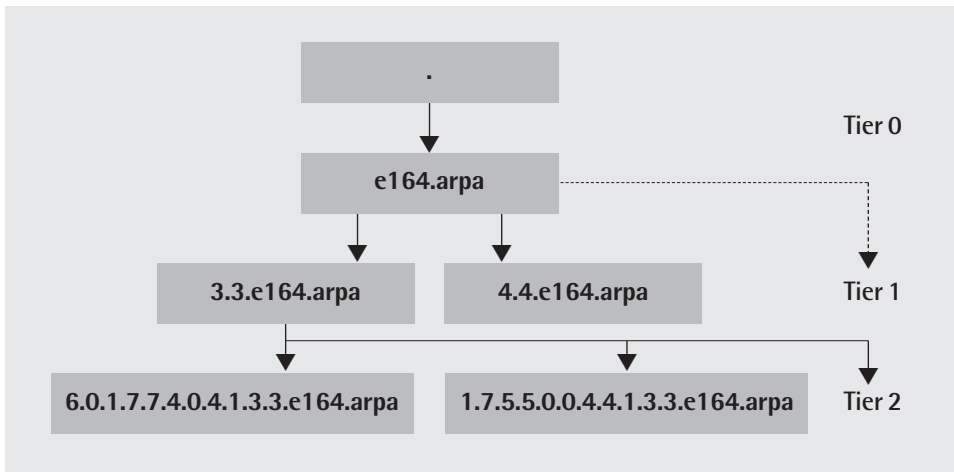 .
Tier 0
e164.arpa
3.3.e164.arpa
4.4.e164.arpa
Tier 1
6.0.1.7.7.4.0.4.1.3.3.e164.arpa
1.7.5.5.0.0.4.4.1.3.3.e164.arpa
Tier 2